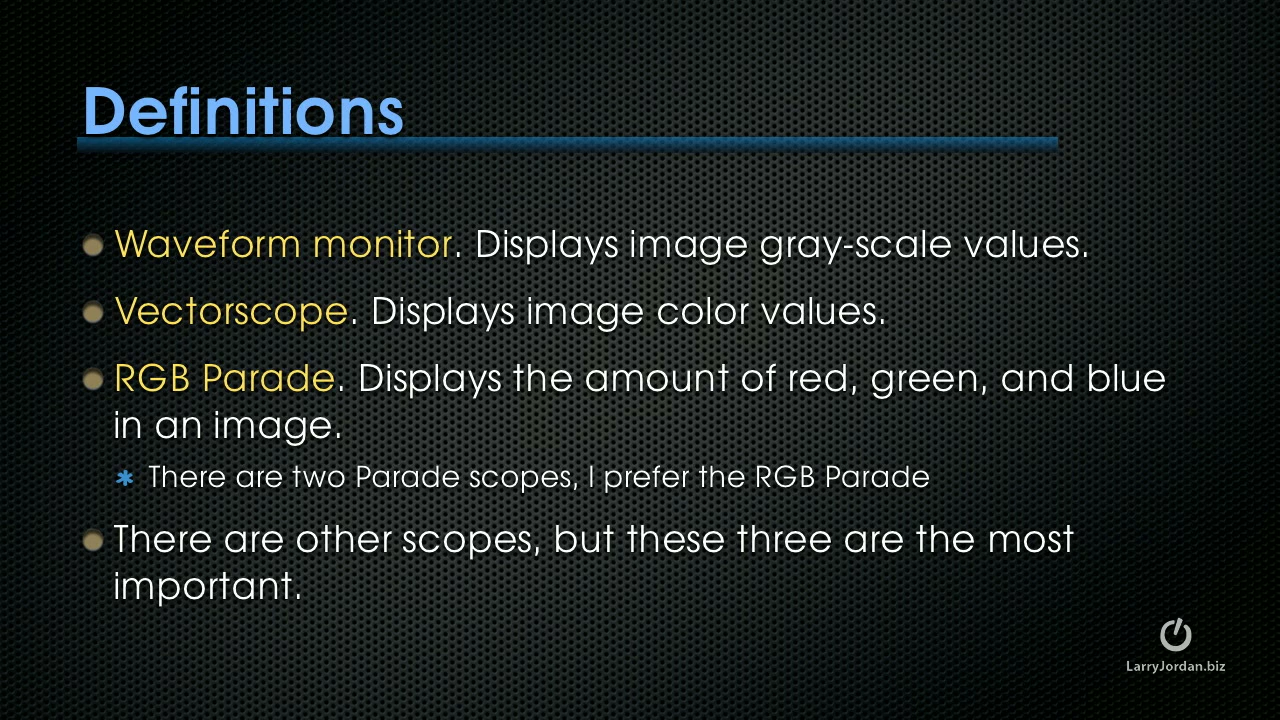 Definitions
Waveform monitor. Displays image gray-scale values.
Vectorscope. Displays image color values.
RGB Parade. Displays the amount of red, green, and blue
in an image.
There are two Parade scopes, I prefer the RGB Parade
There are other scopes, but these three are the most
important.
LarryJordan.biz